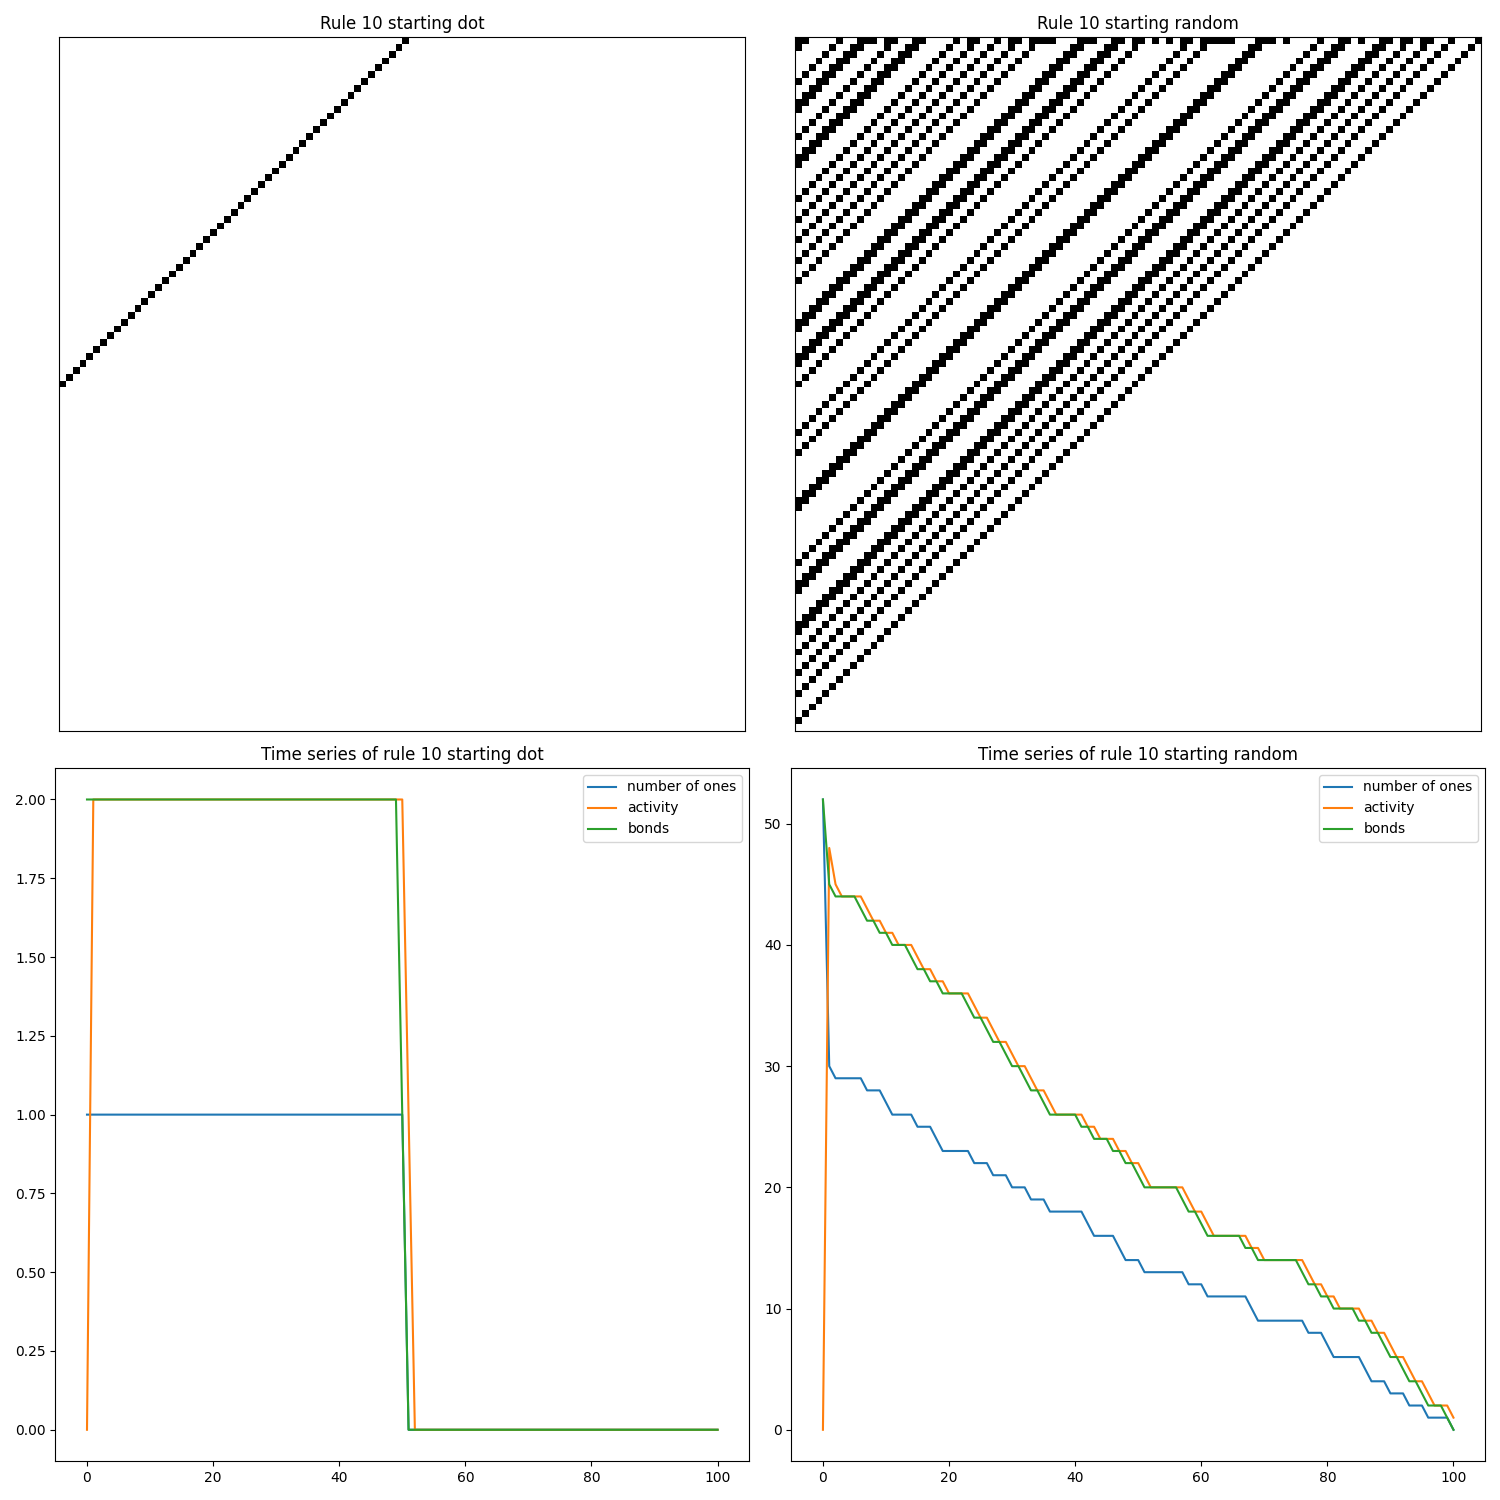 Rule 10 starting dot
Rule 10 starting random
Time series of rule 10 starting dot
number of ones
activity
bonds
2.00
1.75
1.50
1.25
1.00
0.75
0.50
0.25
0.00
0 20 40 60 80 100
Time series of rule 10 starting random
number of ones
activity
bonds
50
40
30
20
10
0
0 20 40 60 80 100